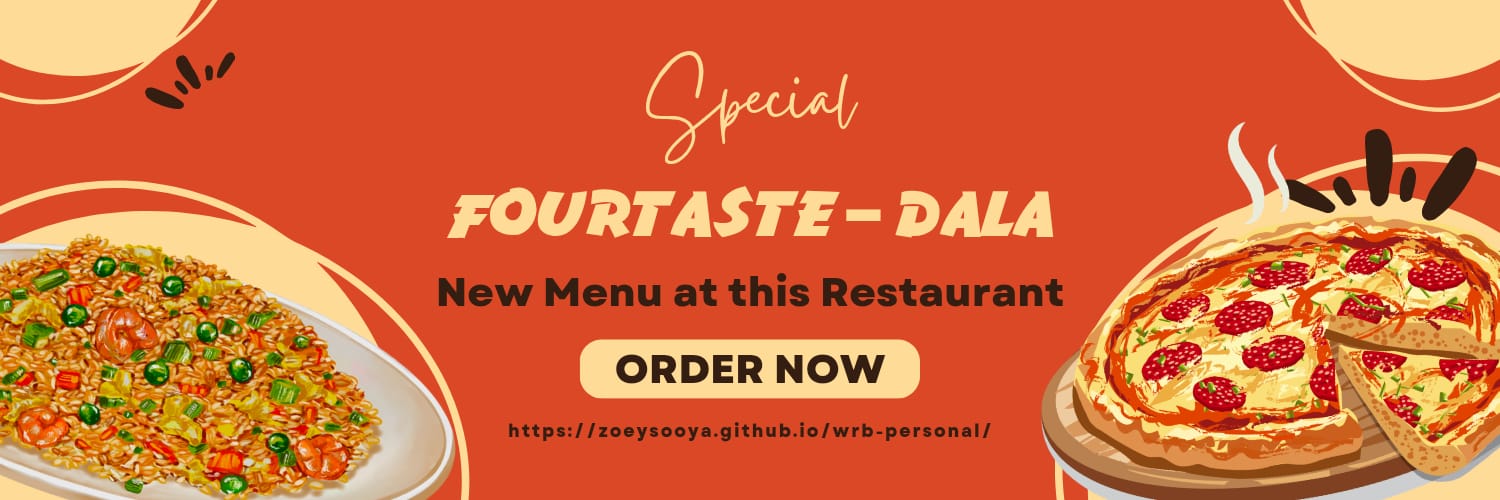 Special
FOURTASTE – DALA
New Menu at this Restaurant
ORDER NOW
https://zoeysooya.github.io/wrb-personal/